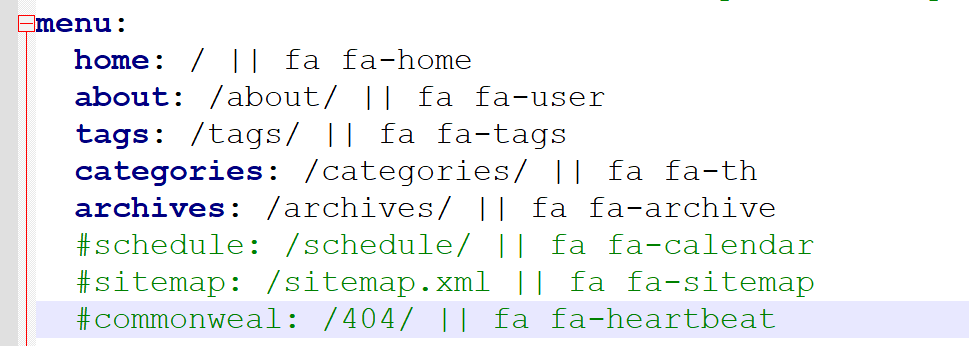 menu:
  home: / || fa fa-home
  about: /about/ || fa fa-user
  tags: /tags/ || fa fa-tags
  categories: /categories/ || fa fa-th
  archives: /archives/ || fa fa-archive
  #schedule: /schedule/ || fa fa-calendar
  #sitemap: /sitemap.xml || fa fa-sitemap
  #commonweal: /404/ || fa fa-heartbeat